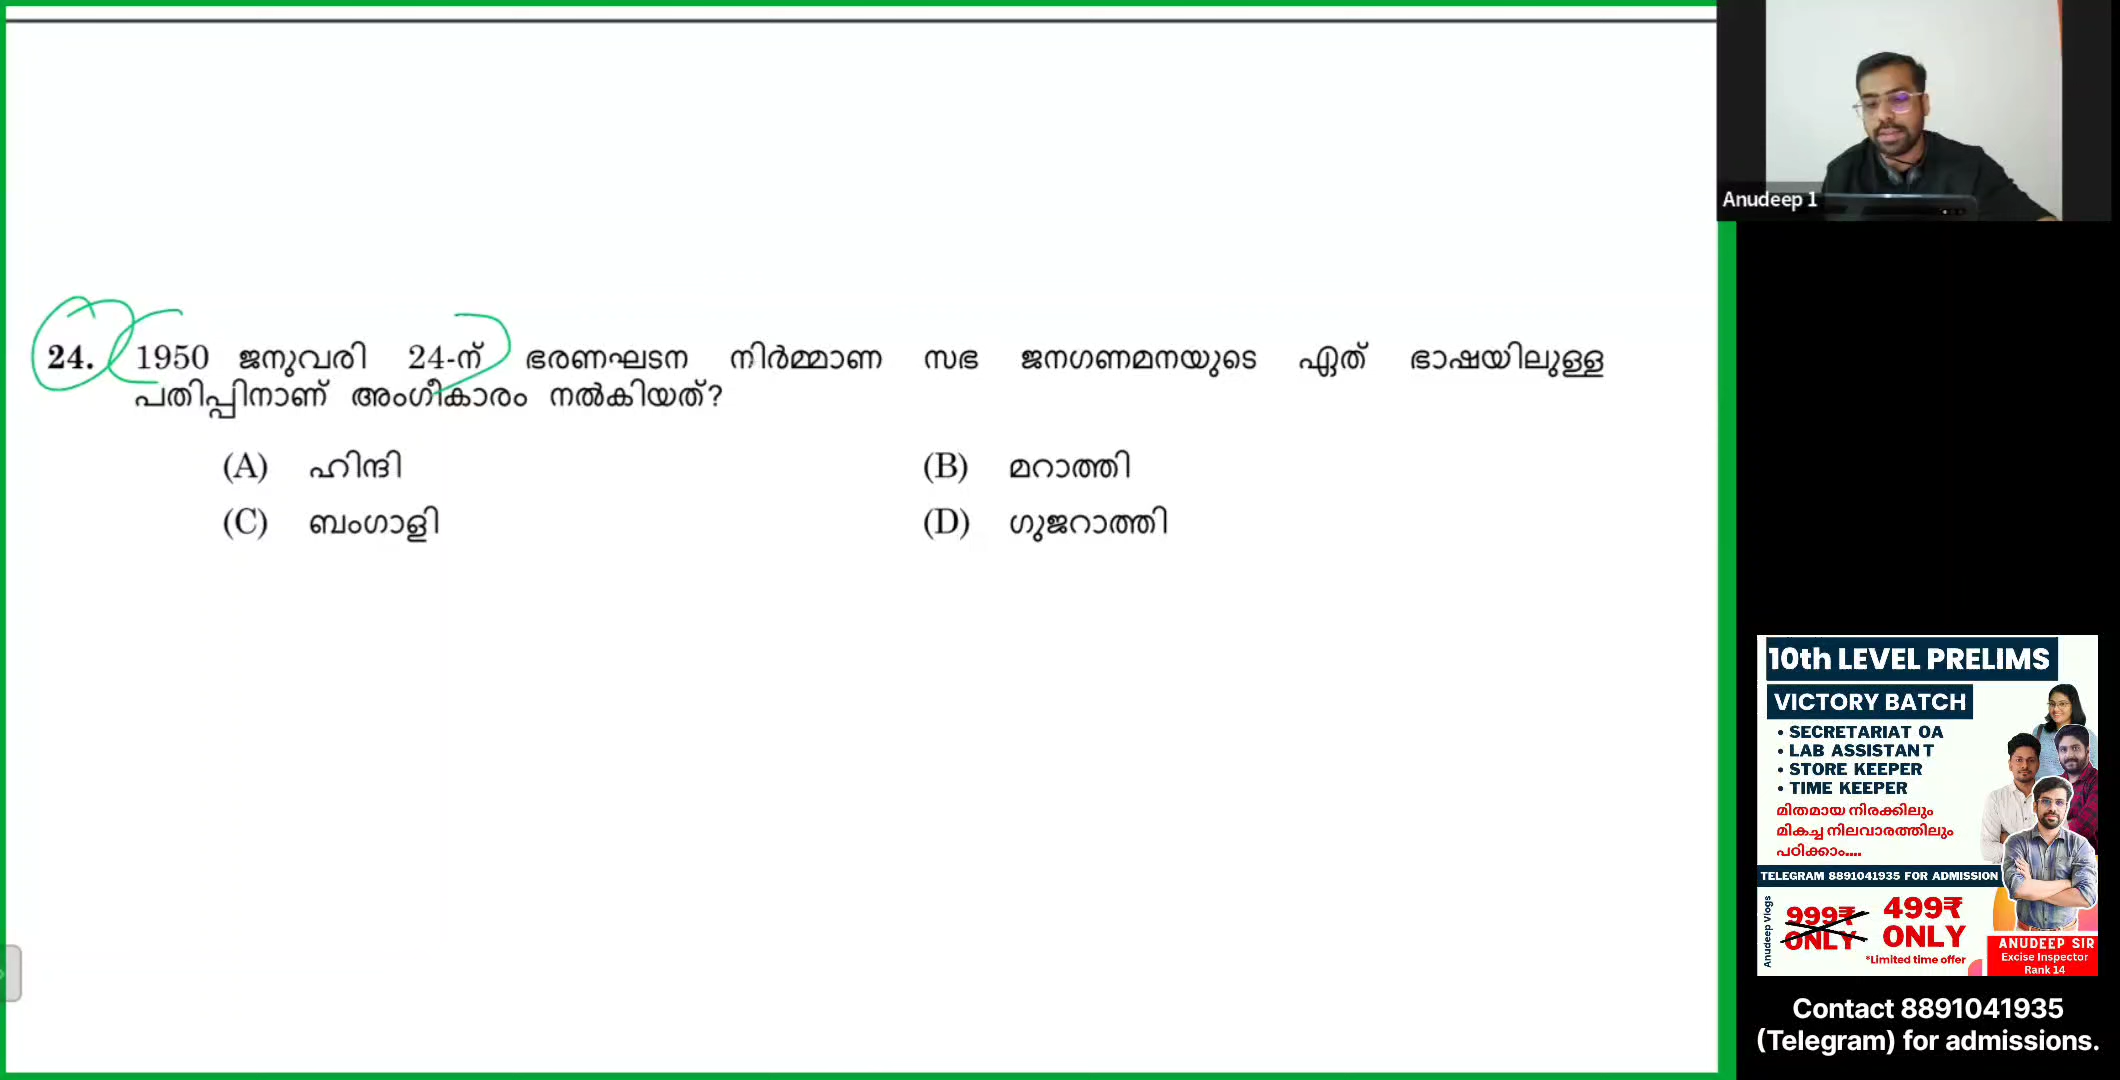 24. 1950 ജനുവരി 24-ന് ഭരണഘടന നിർമ്മാണ സഭ ജനഗണമനയുടെ ഏത് ഭാഷയിലുള്ള
പതിപ്പിനാണ് അംഗീകാരം നൽകിയത്?
(A) ഹിന്ദി
(B) മറാത്തി
(C) ബംഗാളി
(D) ഗുജറാത്തി
Anudeep 1
10th LEVEL PRELIMS
VICTORY BATCH
• SECRETARIAT OA
• LAB ASSISTANT
• STORE KEEPER
• TIME KEEPER
മിതമായ നിരക്കിലും
മികച്ച നിലവാരത്തിലും
പഠിക്കാം....
TELEGRAM 8891041935 FOR ADMISSION
Anudeep Vlogs
999₹
ONLY
499₹
ONLY
*Limited time offer
ANUDEEP SIR
Excise Inspector
Rank 14
Contact 8891041935
(Telegram) for admissions.